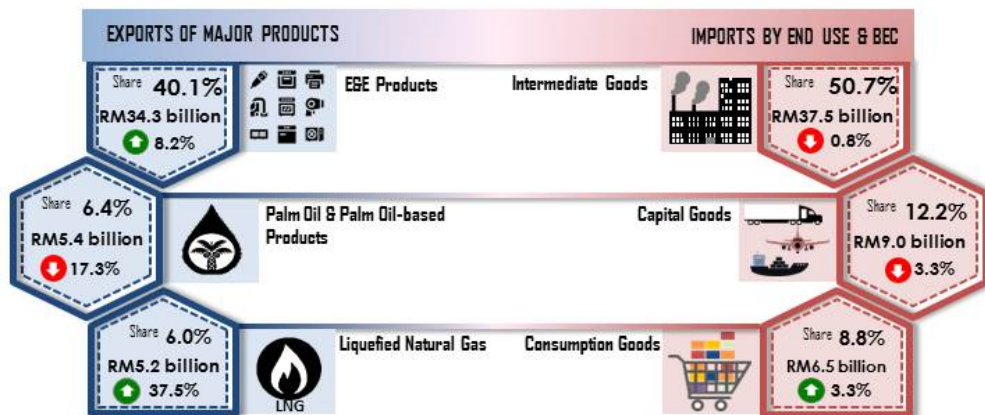 EXPORTS OF MAJOR PRODUCTS
IMPORTS BY END USE & BEC
Share 40.1%
RM34.3 billion
8.2%
E&E Products
Intermediate Goods
Share 50.7%
RM37.5 billion
0.8%
Share 6.4%
RM5.4 billion
17.3%
Palm Oil & Palm Oil-based
Products
Capital Goods
Share 12.2%
RM9.0 billion
3.3%
Share 6.0%
RM5.2 billion
37.5%
LNG
Liquefied Natural Gas
Consumption Goods
Share 8.8%
RM6.5 billion
3.3%